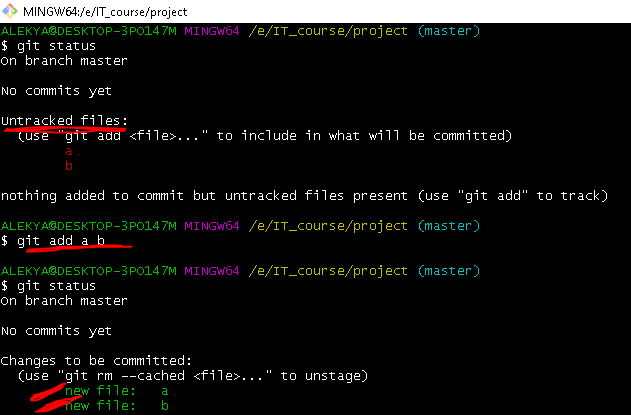 MINGW64:/e/IT_course/project
ALEKYA@DESKTOP-3PO147M MINGW64 /e/IT_course/project (master)
$ git status
On branch master
No commits yet
Untracked files:
(use "git add <file>..." to include in what will be committed)
a
b
nothing added to commit but untracked files present (use "git add" to track)
ALEKYA@DESKTOP-3PO147M MINGW64 /e/IT_course/project (master)
$ git add a b
ALEKYA@DESKTOP-3PO147M MINGW64 /e/IT_course/project (master)
$ git status
On branch master
No commits yet
Changes to be committed:
(use "git rm --cached <file>..." to unstage)
new file:   a
new file:   b